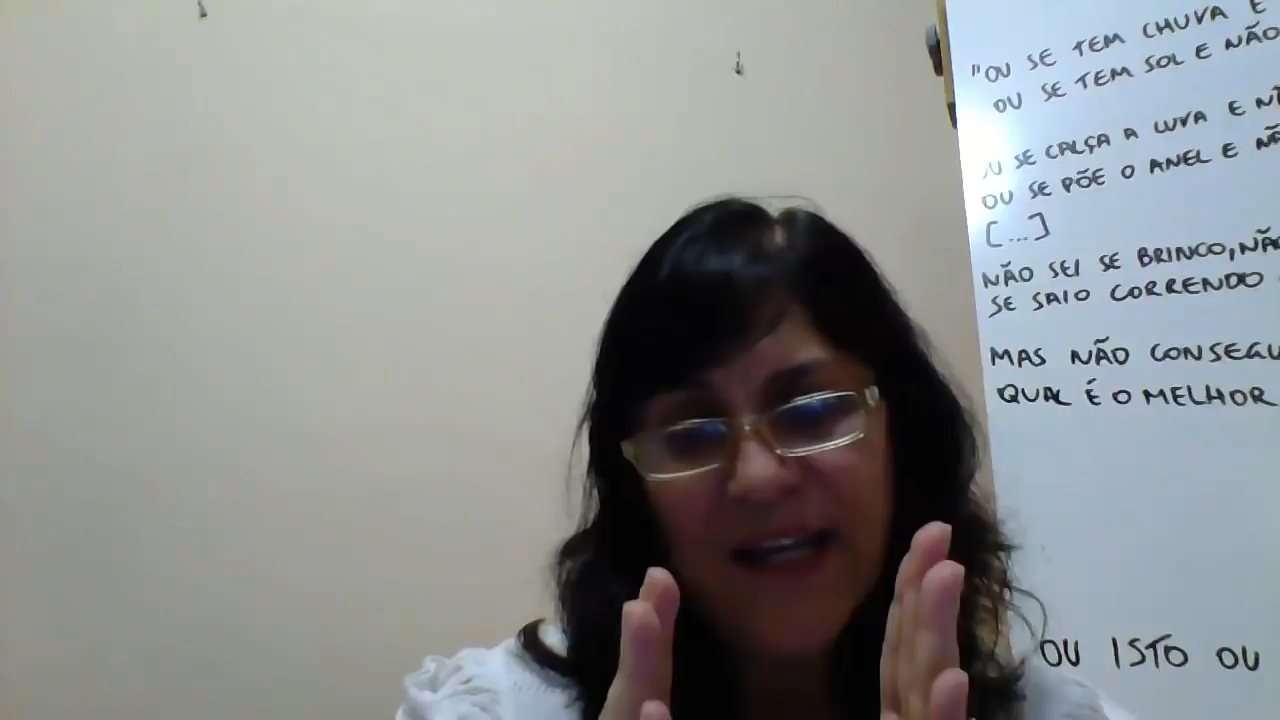 "OU SE TEM CHUVA E
OU SE TEM SOL E NÃO
OU SE CALÇA A LUVA E
OU SE PÕE O ANEL E
[...]
NÃO SEI SE BRINCO, NÃO
SE SAIO CORRENDO
MAS NÃO CONSEGU
QUAL É O MELHOR
OU ISTO OU